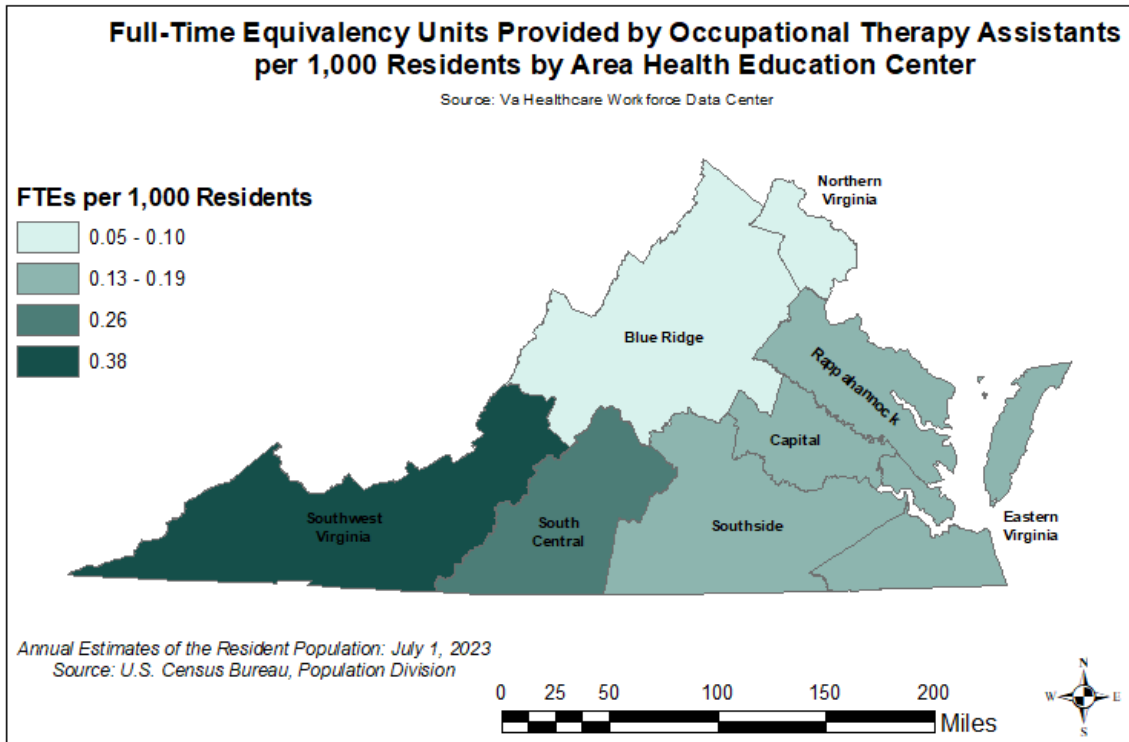 Full-Time Equivalency Units Provided by Occupational Therapy Assistants
per 1,000 Residents by Area Health Education Center
Source: Va Healthcare Workforce Data Center
FTEs per 1,000 Residents
0.05 - 0.10
0.13 - 0.19
0.26
0.38
Northern
Virginia
Blue Ridge
Rappahannock
Capital
Southwest
Virginia
South
Central
Southside
Eastern
Virginia
Annual Estimates of the Resident Population: July 1, 2023
Source: U.S. Census Bureau, Population Division
0 25 50 100 150 200
Miles
N
W E
S